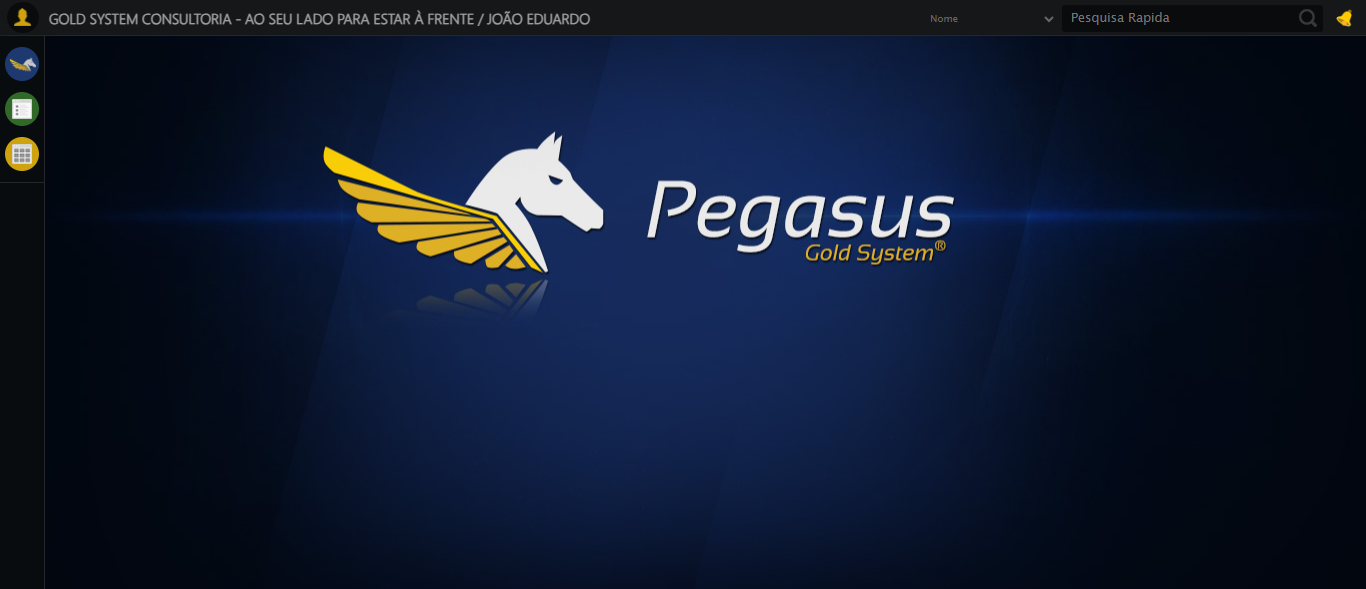 GOLD SYSTEM CONSULTORIA - AO SEU LADO PARA ESTAR À FRENTE / JOÃO EDUARDO
Nome
Pesquisa Rapida
Pegasus
Gold System®